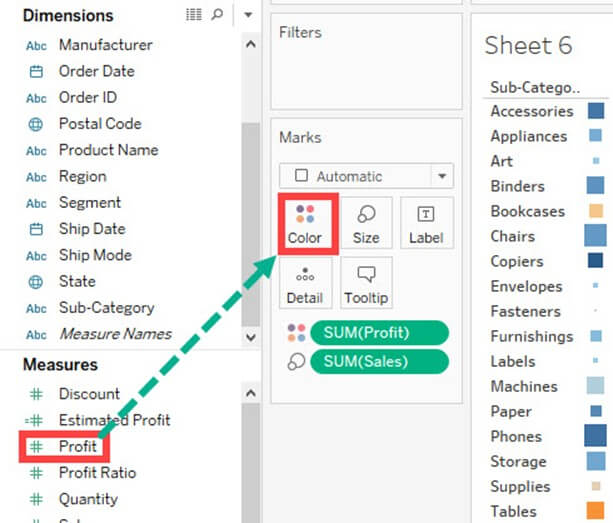 Dimensions
Abc Manufacturer
Order Date
Abc Order ID
Postal Code
Abc Product Name
Abc Region
Abc Segment
Ship Date
Abc Ship Mode
State
Abc Sub-Category
Abc Measure Names
Measures
# Discount
=# Estimated Profit
# Profit
# Profit Ratio
# Quantity
Filters
Marks
Automatic
Color
Size
T
Label
Detail
Tooltip
SUM(Profit)
SUM(Sales)
Sheet 6
Sub-Catego..
Accessories
Appliances
Art
Binders
Bookcases
Chairs
Copiers
Envelopes
Fasteners
Furnishings
Labels
Machines
Paper
Phones
Storage
Supplies
Tables